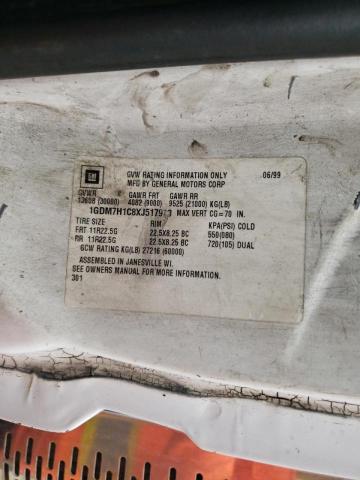 GM
GVW RATING INFORMATION ONLY 06/99
MFG BY GENERAL MOTORS CORP
GVWR GAWR FRT GAWR RR
13608 (30000) 4082 (9000) 9525 (21000) KG(LB)
MAX VERT CG=70 IN.
TIRE SIZE RIM KPA(PSI) COLD
FRT 11R22.5G 22.5X8.25 BC 550(080)
RR 11R22.5G 22.5X8.25 BC 720(105) DUAL
GCW RATING KG(LB) 27216 (60000)
ASSEMBLED IN JANESVILLE WI.
SEE OWNERS MANUAL FOR MORE INFORMATION
301